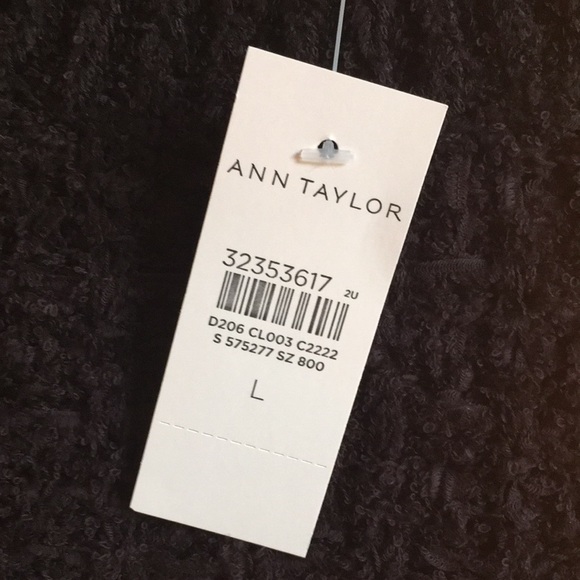 ANN TAYLOR
32353617 2U
D206 CL003 C2222
S 575277 SZ 800
L